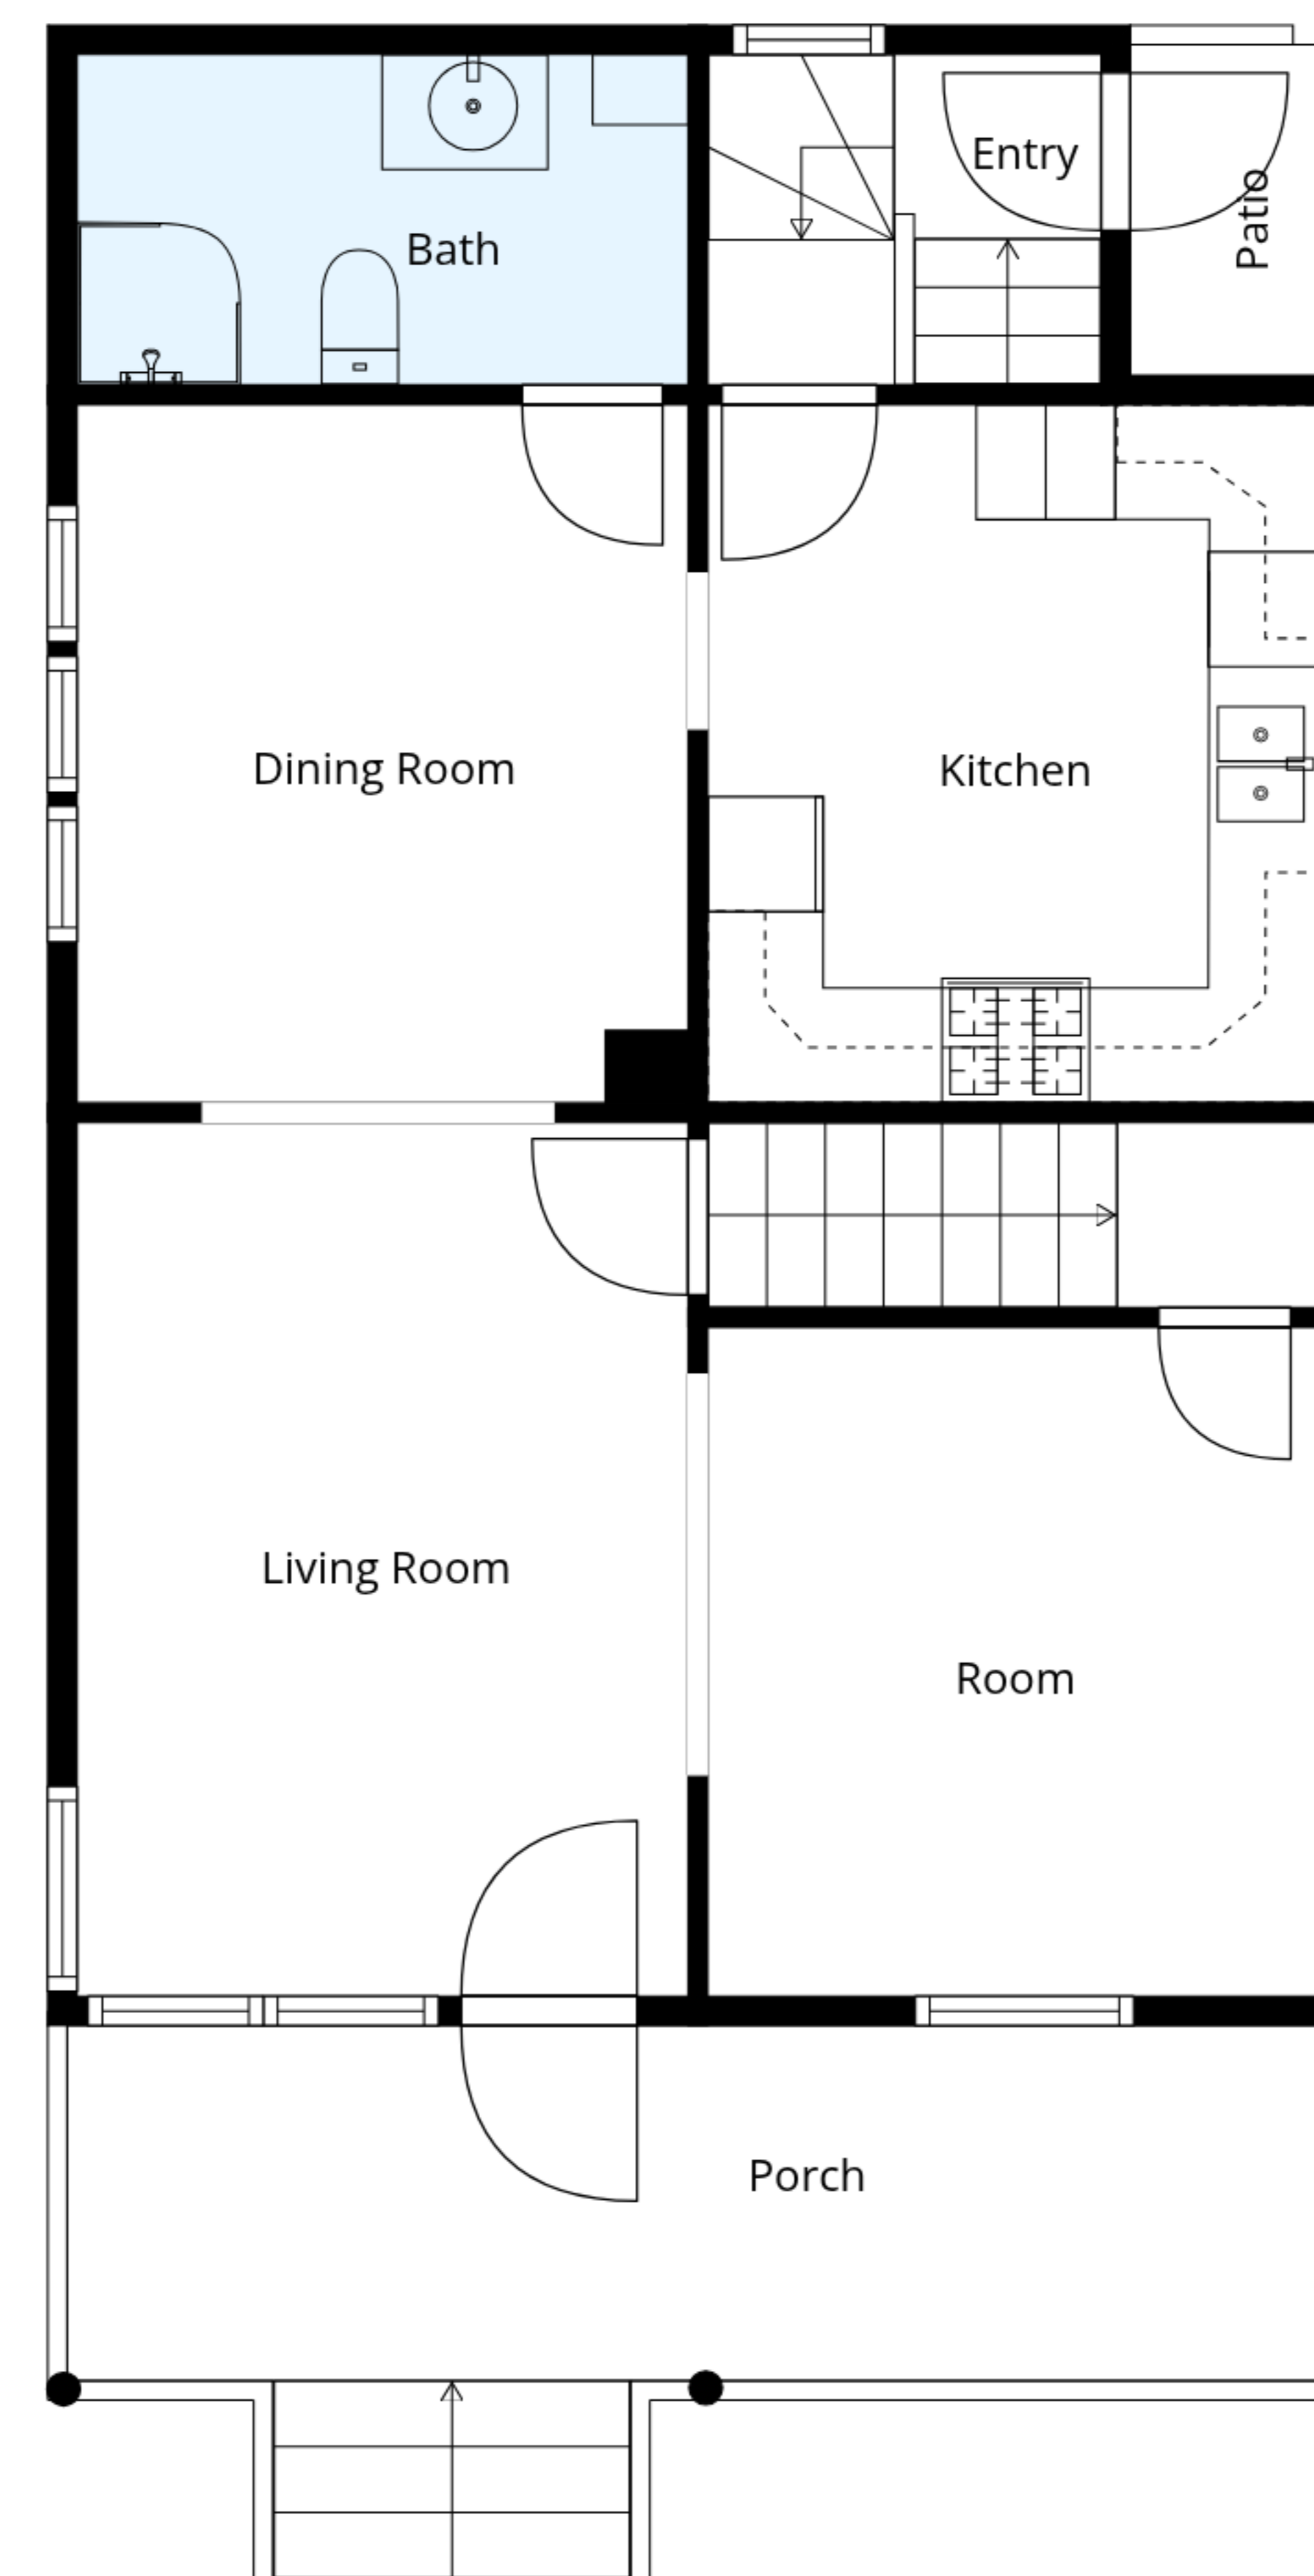 Entry
Patio
Bath
Dining Room
Kitchen
Living Room
Room
Porch